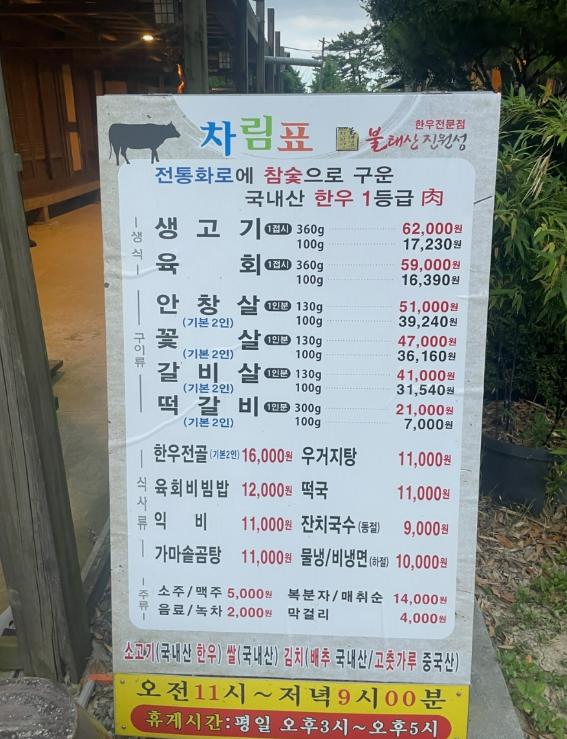 차림표
한우전문점
불태산진원성
전통화로에 참숯으로 구운
국내산 한우 1등급 肉
생식
생고기 1접시 360g 62,000원
100g 17,230원
육회 1접시 360g 59,000원
100g 16,390원
구이류
안창살 1인분 130g 51,000원
(기본 2인) 100g 39,240원
꽃살 1인분 130g 47,000원
(기본 2인) 100g 36,160원
갈비살 1인분 130g 41,000원
(기본 2인) 100g 31,540원
떡갈비 1인분 300g 21,000원
(기본 2인) 100g 7,000원
식사류
한우전골(기본2인) 16,000원 우거지탕 11,000원
육회비빔밥 12,000원 떡국 11,000원
익비 11,000원 잔치국수(동절) 9,000원
가마솥곰탕 11,000원 물냉/비냉면(하절) 10,000원
주류
소주/맥주 5,000원 복분자/매취순 14,000원
음료/녹차 2,000원 막걸리 4,000원
소고기(국내산 한우) 쌀(국내산) 김치(배추 국내산/고춧가루 중국산)
오전11시~저녁9시00분
휴게시간:평일 오후3시~오후5시